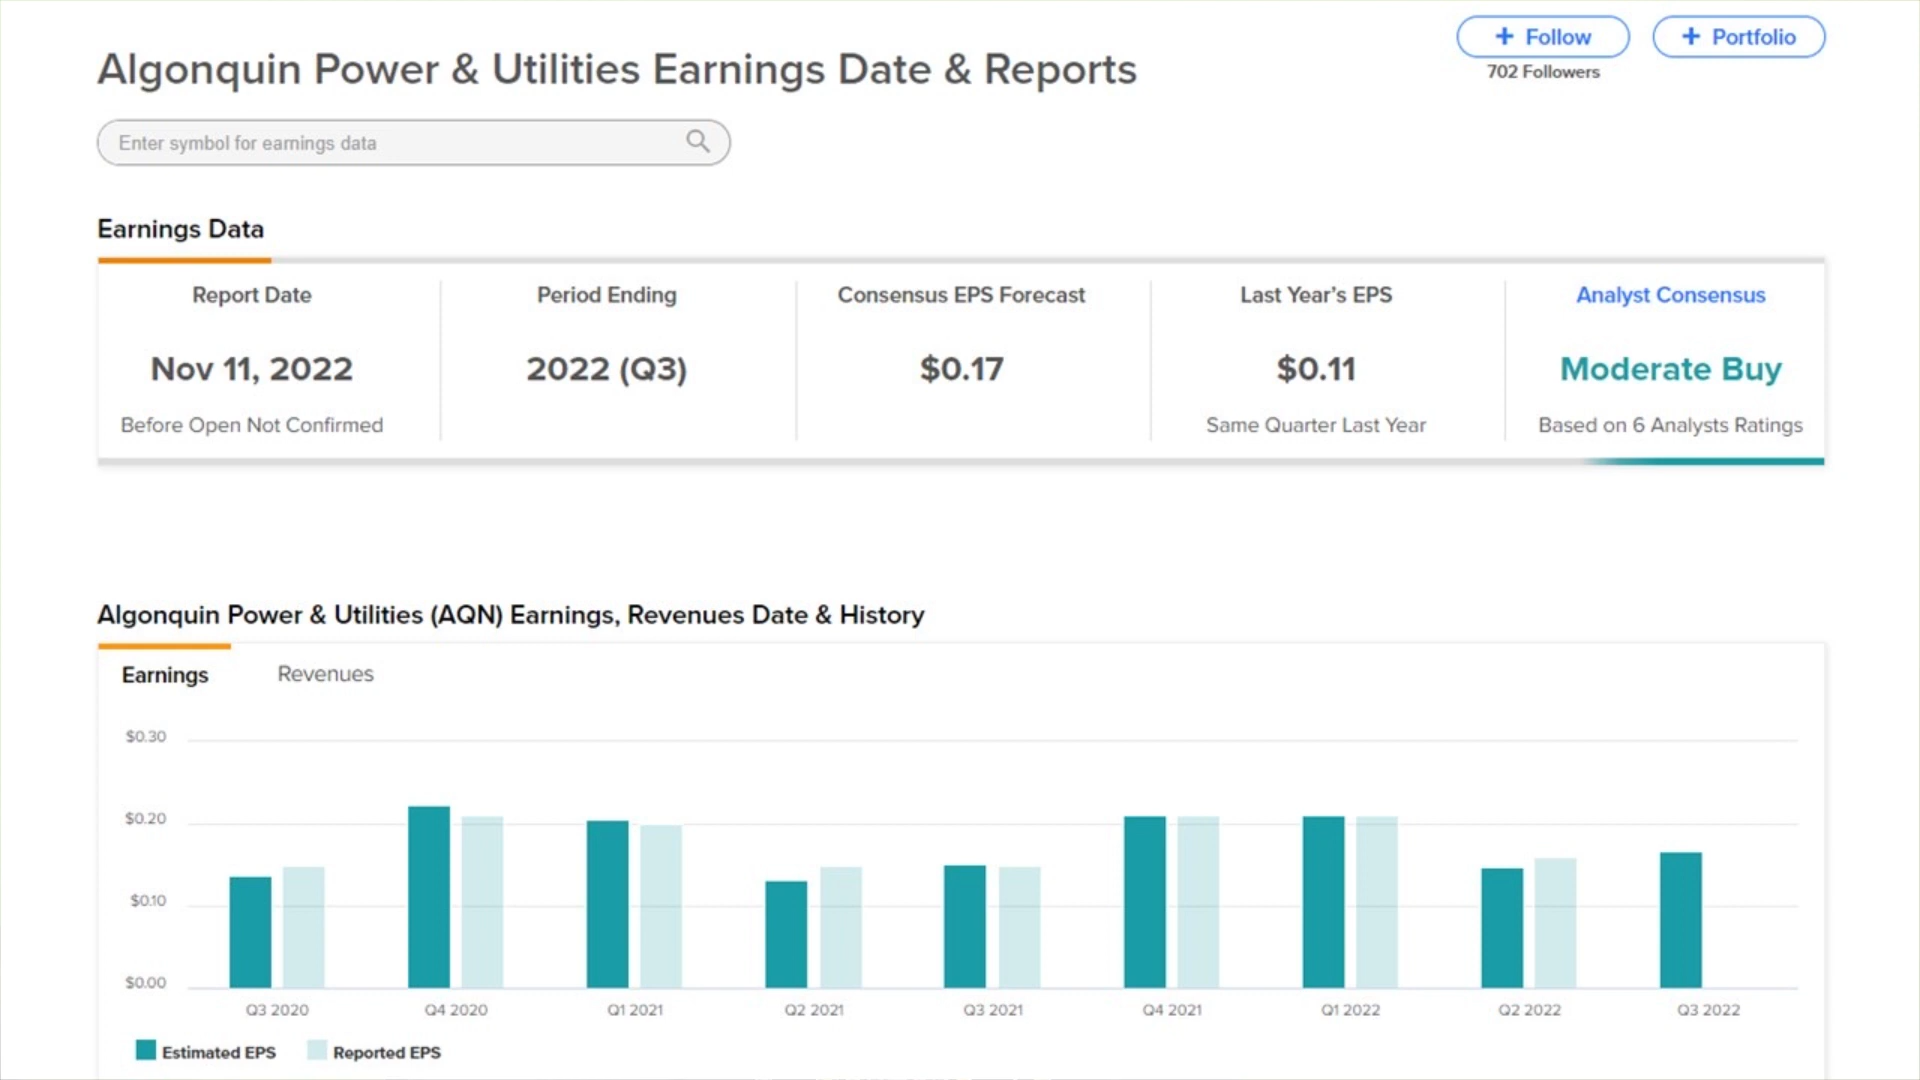 Algonquin Power & Utilities Earnings Date & Reports
+ Follow
+ Portfolio
702 Followers
Enter symbol for earnings data
Earnings Data
Report Date
Nov 11, 2022
Before Open Not Confirmed
Period Ending
2022 (Q3)
Consensus EPS Forecast
$0.17
Last Year’s EPS
$0.11
Same Quarter Last Year
Analyst Consensus
Moderate Buy
Based on 6 Analysts Ratings
Algonquin Power & Utilities (AQN) Earnings, Revenues Date & History
Earnings
Revenues
$0.30
$0.20
$0.10
$0.00
Q3 2020
Q4 2020
Q1 2021
Q2 2021
Q3 2021
Q4 2021
Q1 2022
Q2 2022
Q3 2022
Estimated EPS
Reported EPS